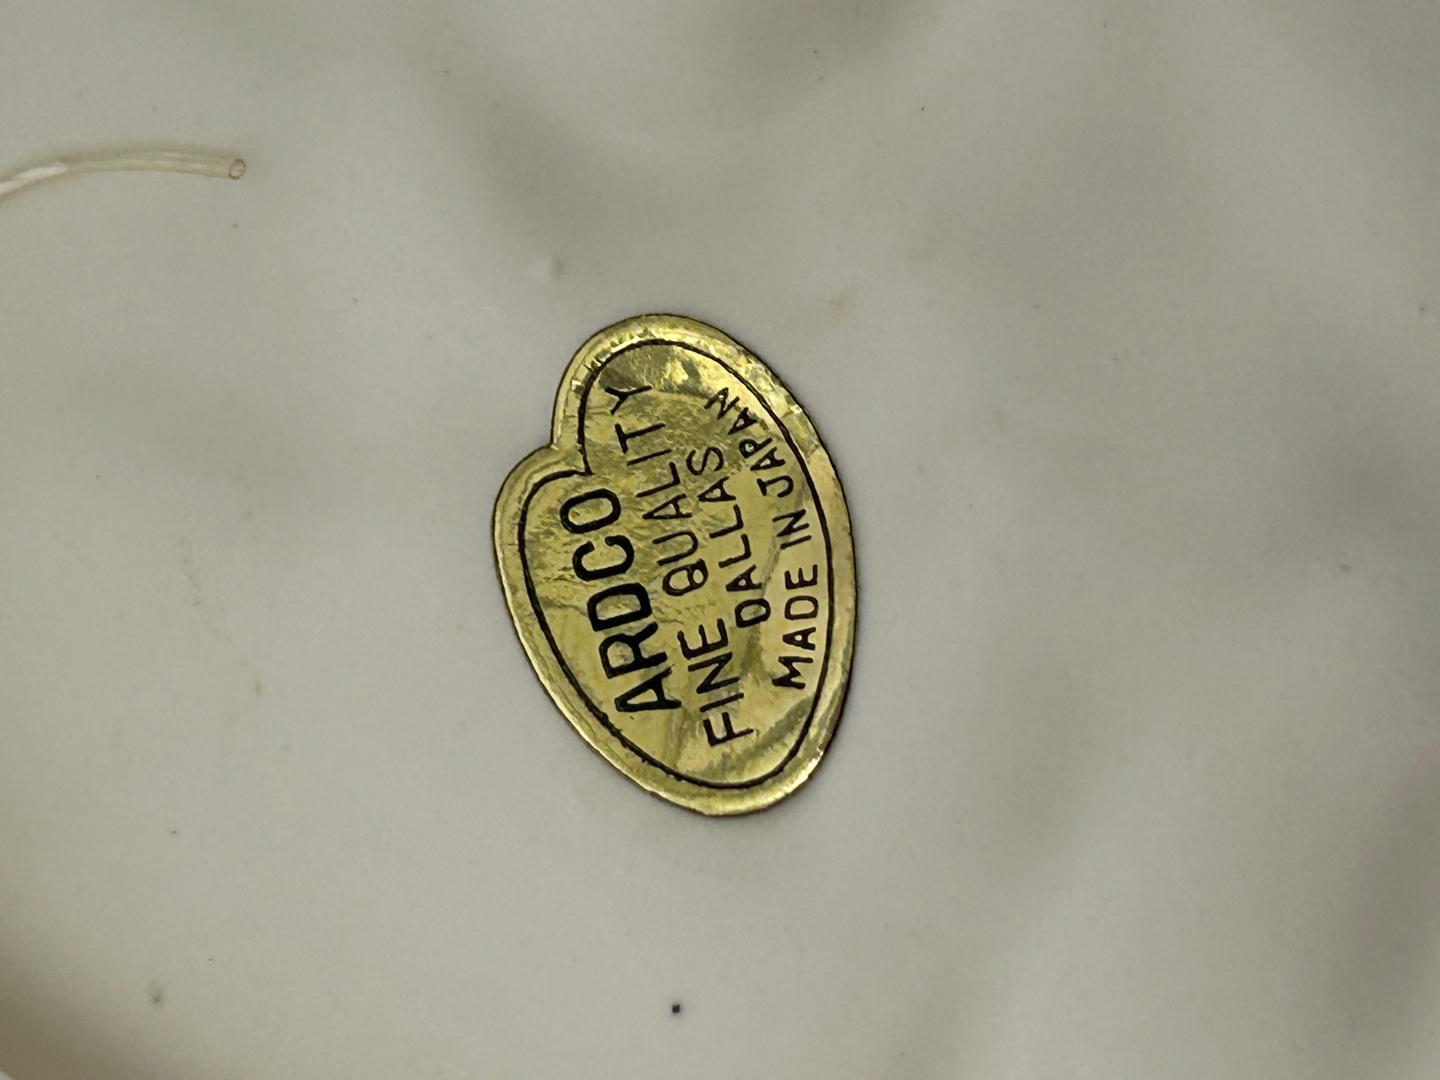 ARDCO
FINE QUALITY
DALLAS
MADE IN JAPAN